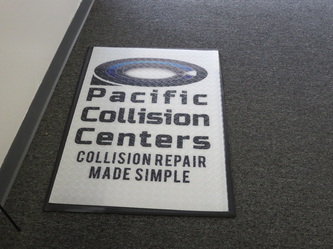 Pacific
Collision
Centers
COLLISION REPAIR
MADE SIMPLE